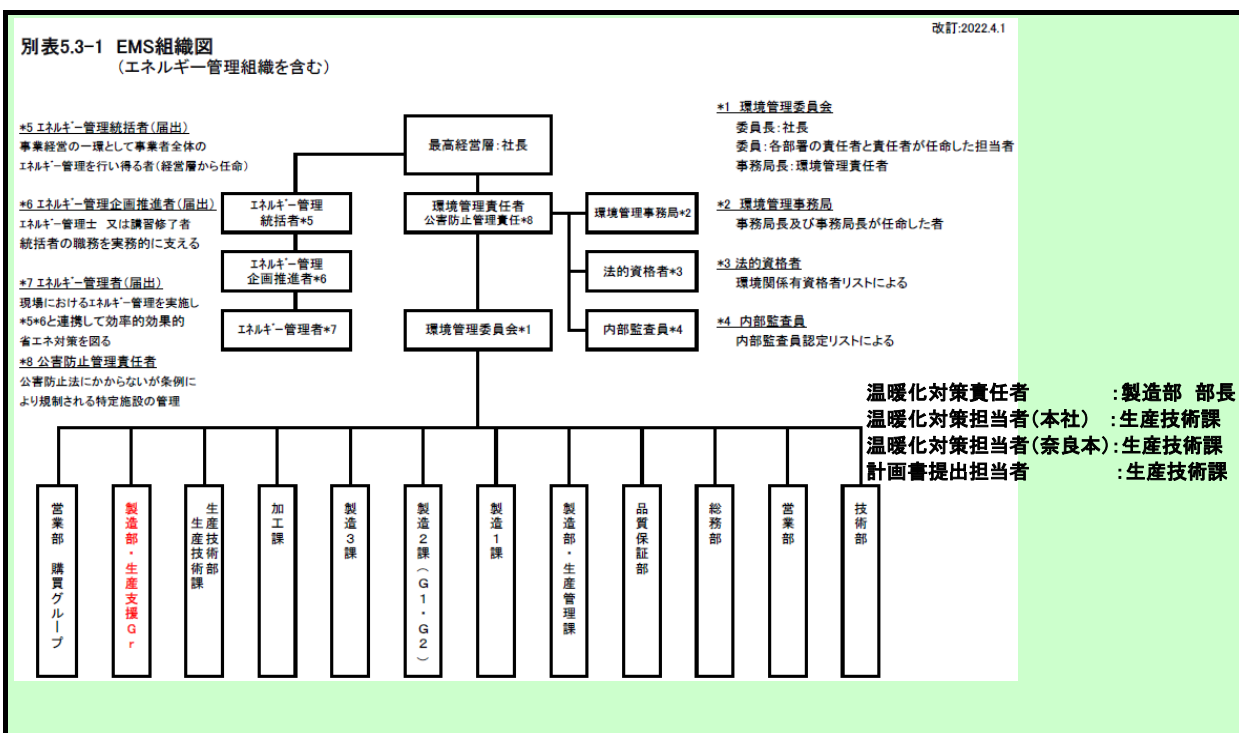 改訂:2022.4.1
別表5.3-1 EMS組織図
（エネルギー管理組織を含む）
*5 エネルギー管理統括者(届出)
事業経営の一環として事業者全体の
エネルギー管理を行い得る者(経営層から任命)
*6 エネルギー管理企画推進者(届出)
エネルギー管理士 又は講習修了者
統括者の職務を実務的に支える
*7 エネルギー管理者(届出)
現場におけるエネルギー管理を実施し
*5*6と連携して効率的効果的
省エネ対策を図る
*8 公害防止管理責任者
公害防止法にかからないが条例に
より規制される特定施設の管理
最高経営層:社長
エネルギー管理
統括者*5
環境管理責任者
公害防止管理責任*8
環境管理事務局*2
エネルギー管理
企画推進者*6
法的資格者*3
エネルギー管理者*7
環境管理委員会*1
内部監査員*4
*1 環境管理委員会
委員長:社長
委員:各部署の責任者と責任者が任命した担当者
事務局長:環境管理責任者
*2 環境管理事務局
事務局長及び事務局長が任命した者
*3 法的資格者
環境関係有資格者リストによる
*4 内部監査員
内部監査員認定リストによる
温暖化対策責任者 :製造部 部長
温暖化対策担当者(本社) :生産技術課
温暖化対策担当者(奈良本):生産技術課
計画書提出担当者 :生産技術課
営業部 購買グループ
製造部・生産支援Gr
生産技術部
生産技術課
加工課
製造3課
製造2課（G1・G2）
製造1課
製造部・生産管理課
品質保証部
総務部
営業部
技術部